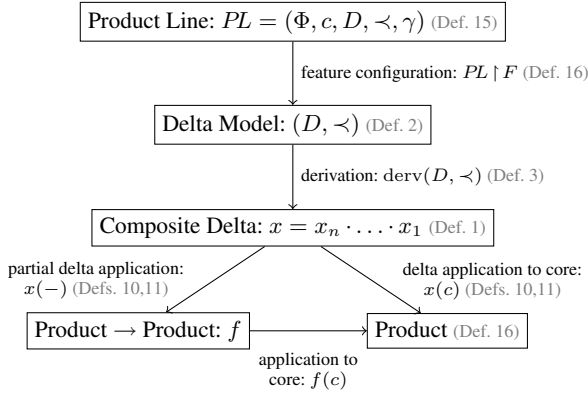 Product Line: PL = (Φ, c, D, ≺, γ) (Def. 15)
feature configuration: PL ↾ F (Def. 16)
Delta Model: (D, ≺) (Def. 2)
derivation: derv(D, ≺) (Def. 3)
Composite Delta: x = xₙ · . . . · x₁ (Def. 1)
partial delta application:
x(−) (Defs. 10,11)
delta application to core:
x(c) (Defs. 10,11)
Product → Product: f
Product (Def. 16)
application to
core: f(c)